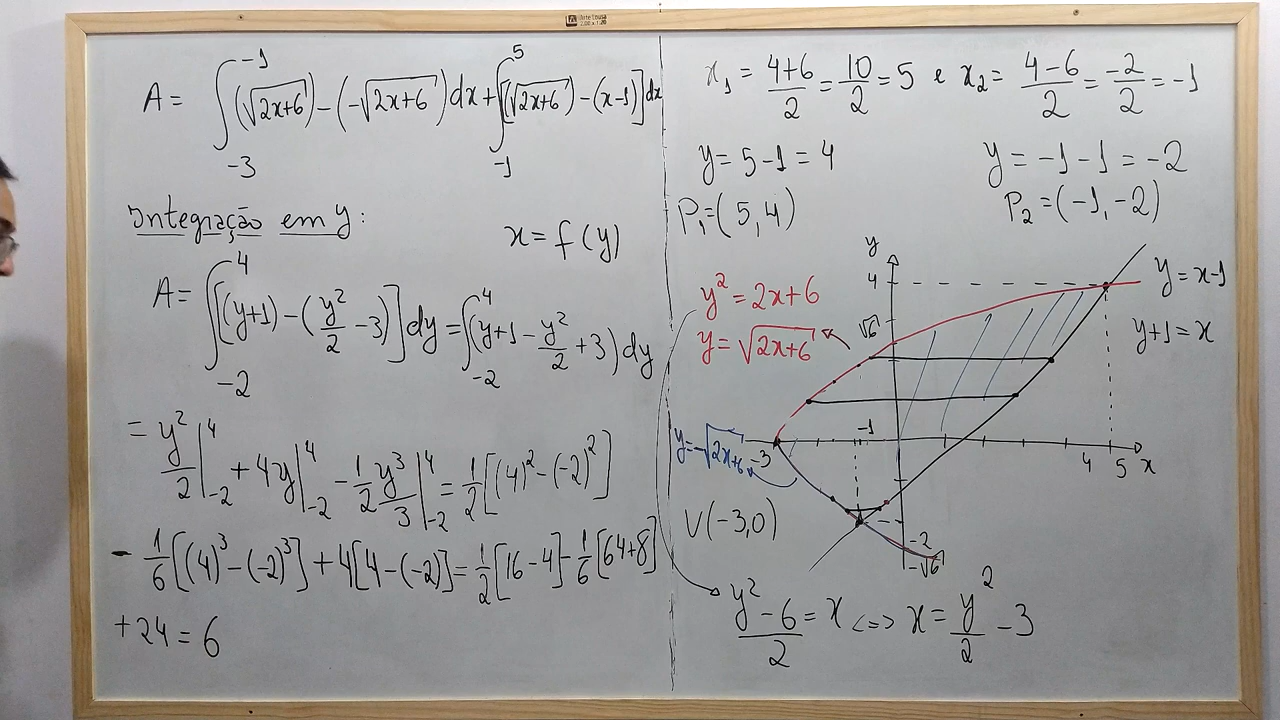 A = ∫_{-3}^{-1} (√(2x+6)) - (-√(2x+6)) dx + ∫_{-1}^{5} [(√(2x+6)) - (x-1)] dx
Integração em y:
x = f(y)
A = ∫_{-2}^{4} [(y+1) - (y²/2 - 3)] dy = ∫_{-2}^{4} (y+1 - y²/2 + 3) dy
= y²/2 |_{-2}^{4} + 4y |_{-2}^{4} - 1/2 y³/3 |_{-2}^{4} = 1/2 [(4)² - (-2)²]
- 1/6 [(4)³ - (-2)³] + 4[4 - (-2)] = 1/2 [16 - 4] - 1/6 [64 + 8]
+ 24 = 6
x₁ = (4+6)/2 = 10/2 = 5 e x₂ = (4-6)/2 = -2/2 = -1
y = 5 - 1 = 4
y = -1 - 1 = -2
P₁ = (5, 4)
P₂ = (-1, -2)
y
4
y = x-1
y² = 2x+6
√6
y+1 = x
y = √(2x+6)
-1
y = -√(2x+6)
-3
4
5
x
V(-3,0)
-2
-√6
(y² - 6)/2 = x <=> x = y²/2 - 3